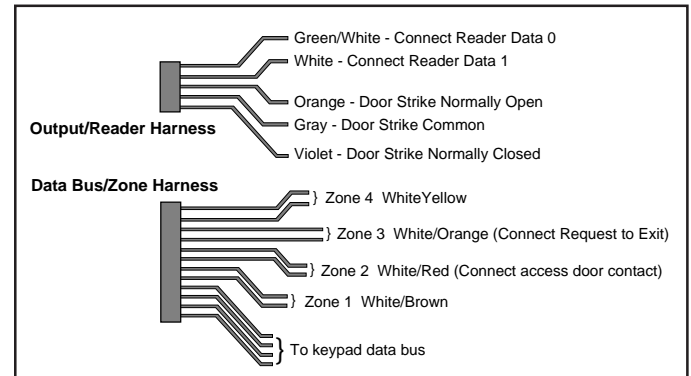 Green/White - Connect Reader Data 0
White - Connect Reader Data 1
Orange - Door Strike Normally Open
Output/Reader Harness
Gray - Door Strike Common
Violet - Door Strike Normally Closed
Data Bus/Zone Harness
} Zone 4 WhiteYellow
} Zone 3 White/Orange (Connect Request to Exit)
} Zone 2 White/Red (Connect access door contact)
} Zone 1 White/Brown
} To keypad data bus